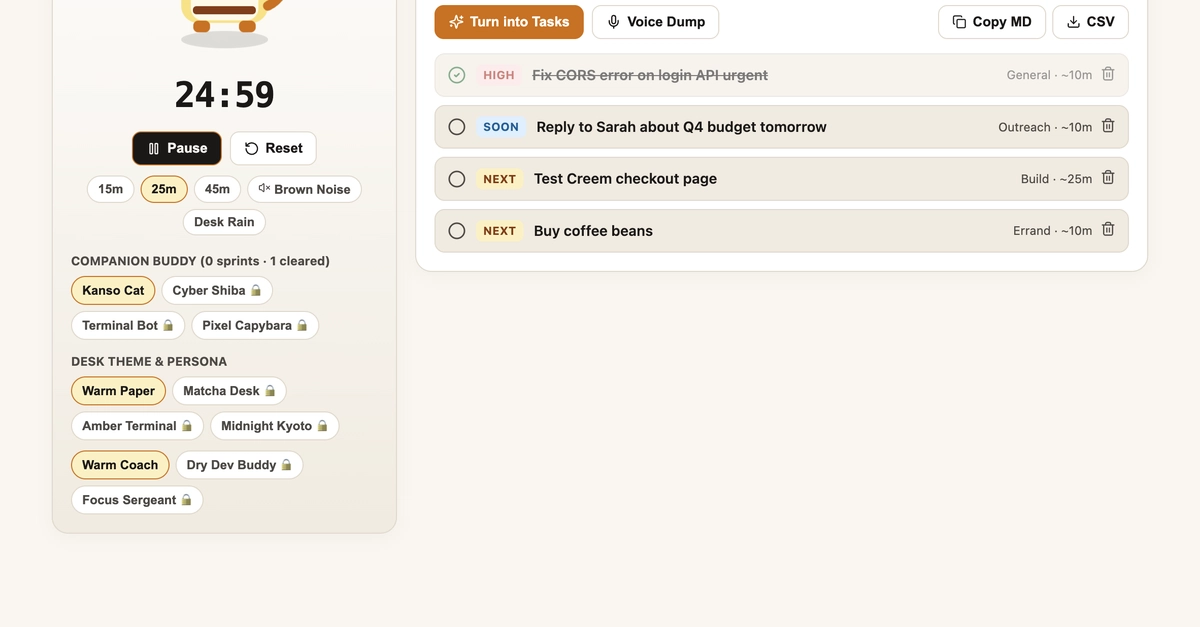 24:59
Pause Reset
15m 25m 45m Brown Noise
Desk Rain
COMPANION BUDDY (0 sprints · 1 cleared)
Kanso Cat Cyber Shiba
Terminal Bot Pixel Capybara
DESK THEME & PERSONA
Warm Paper Matcha Desk
Amber Terminal Midnight Kyoto
Warm Coach Dry Dev Buddy
Focus Sergeant
Turn into Tasks Voice Dump Copy MD CSV
HIGH Fix CORS error on login API urgent General · ~10m
SOON Reply to Sarah about Q4 budget tomorrow Outreach · ~10m
NEXT Test Creem checkout page Build · ~25m
NEXT Buy coffee beans Errand · ~10m